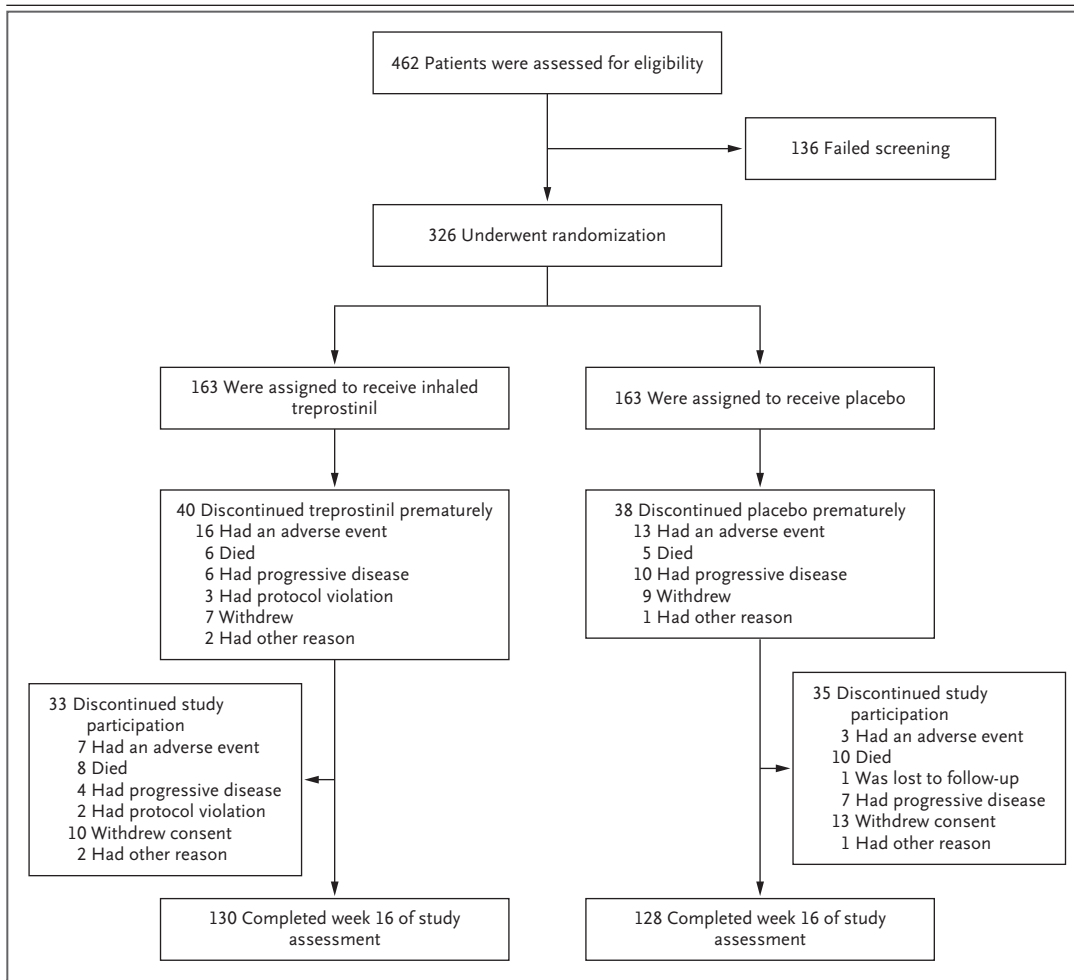 462 Patients were assessed for eligibility
136 Failed screening
326 Underwent randomization
163 Were assigned to receive inhaled
treprostinil
163 Were assigned to receive placebo
40 Discontinued treprostinil prematurely
16 Had an adverse event
6 Died
6 Had progressive disease
3 Had protocol violation
7 Withdrew
2 Had other reason
38 Discontinued placebo prematurely
13 Had an adverse event
5 Died
10 Had progressive disease
9 Withdrew
1 Had other reason
33 Discontinued study
participation
7 Had an adverse event
8 Died
4 Had progressive disease
2 Had protocol violation
10 Withdrew consent
2 Had other reason
35 Discontinued study
participation
3 Had an adverse event
10 Died
1 Was lost to follow-up
7 Had progressive disease
13 Withdrew consent
1 Had other reason
130 Completed week 16 of study
assessment
128 Completed week 16 of study
assessment